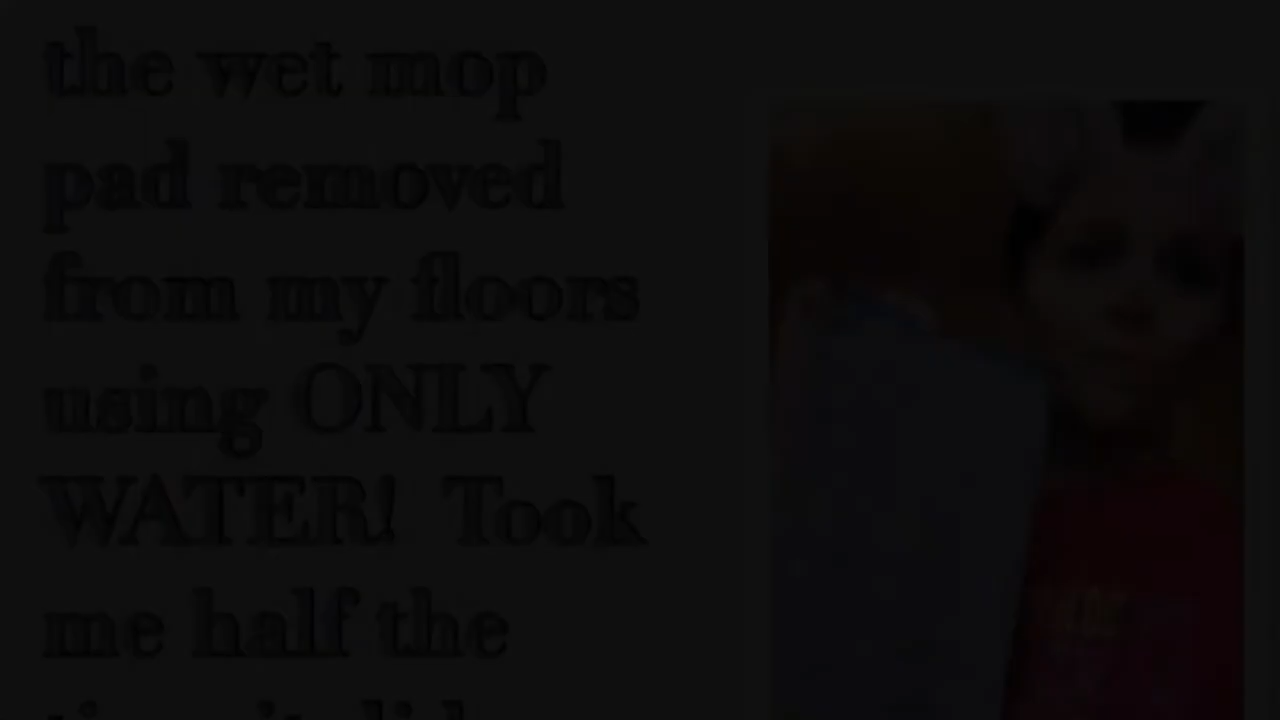 the wet mop
pad removed
from my floors
using ONLY
WATER! Took
me half the